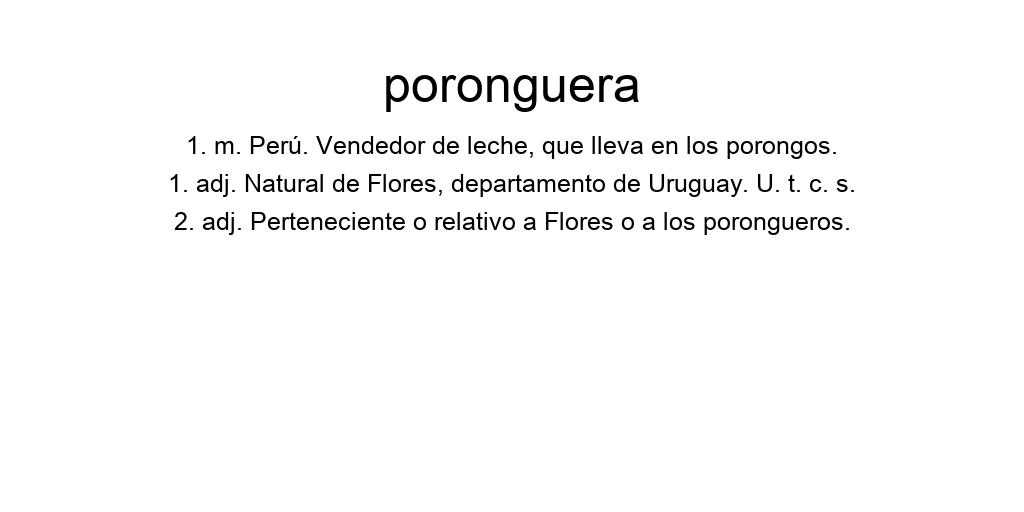 poronguera
1. m. Perú. Vendedor de leche, que lleva en los porongos.
1. adj. Natural de Flores, departamento de Uruguay. U. t. c. s.
2. adj. Perteneciente o relativo a Flores o a los porongueros.